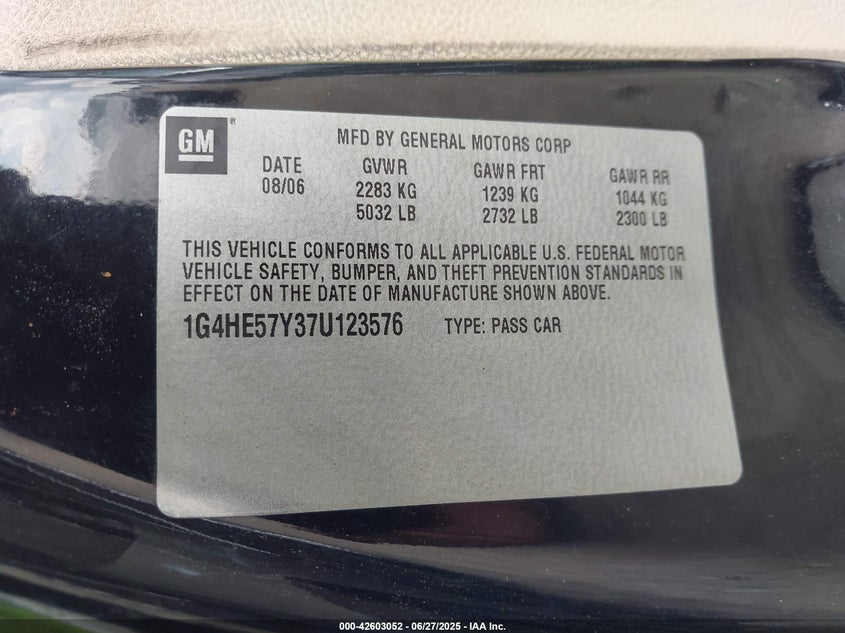 GM®
MFD BY GENERAL MOTORS CORP
DATE GVWR GAWR FRT GAWR RR
08/06 2283 KG 1239 KG 1044 KG
5032 LB 2732 LB 2300 LB
THIS VEHICLE CONFORMS TO ALL APPLICABLE U.S. FEDERAL MOTOR
VEHICLE SAFETY, BUMPER, AND THEFT PREVENTION STANDARDS IN
EFFECT ON THE DATE OF MANUFACTURE SHOWN ABOVE.
1G4HE57Y37U123576 TYPE: PASS CAR
000-42603052 / 06/27/2025 - IAA Inc.